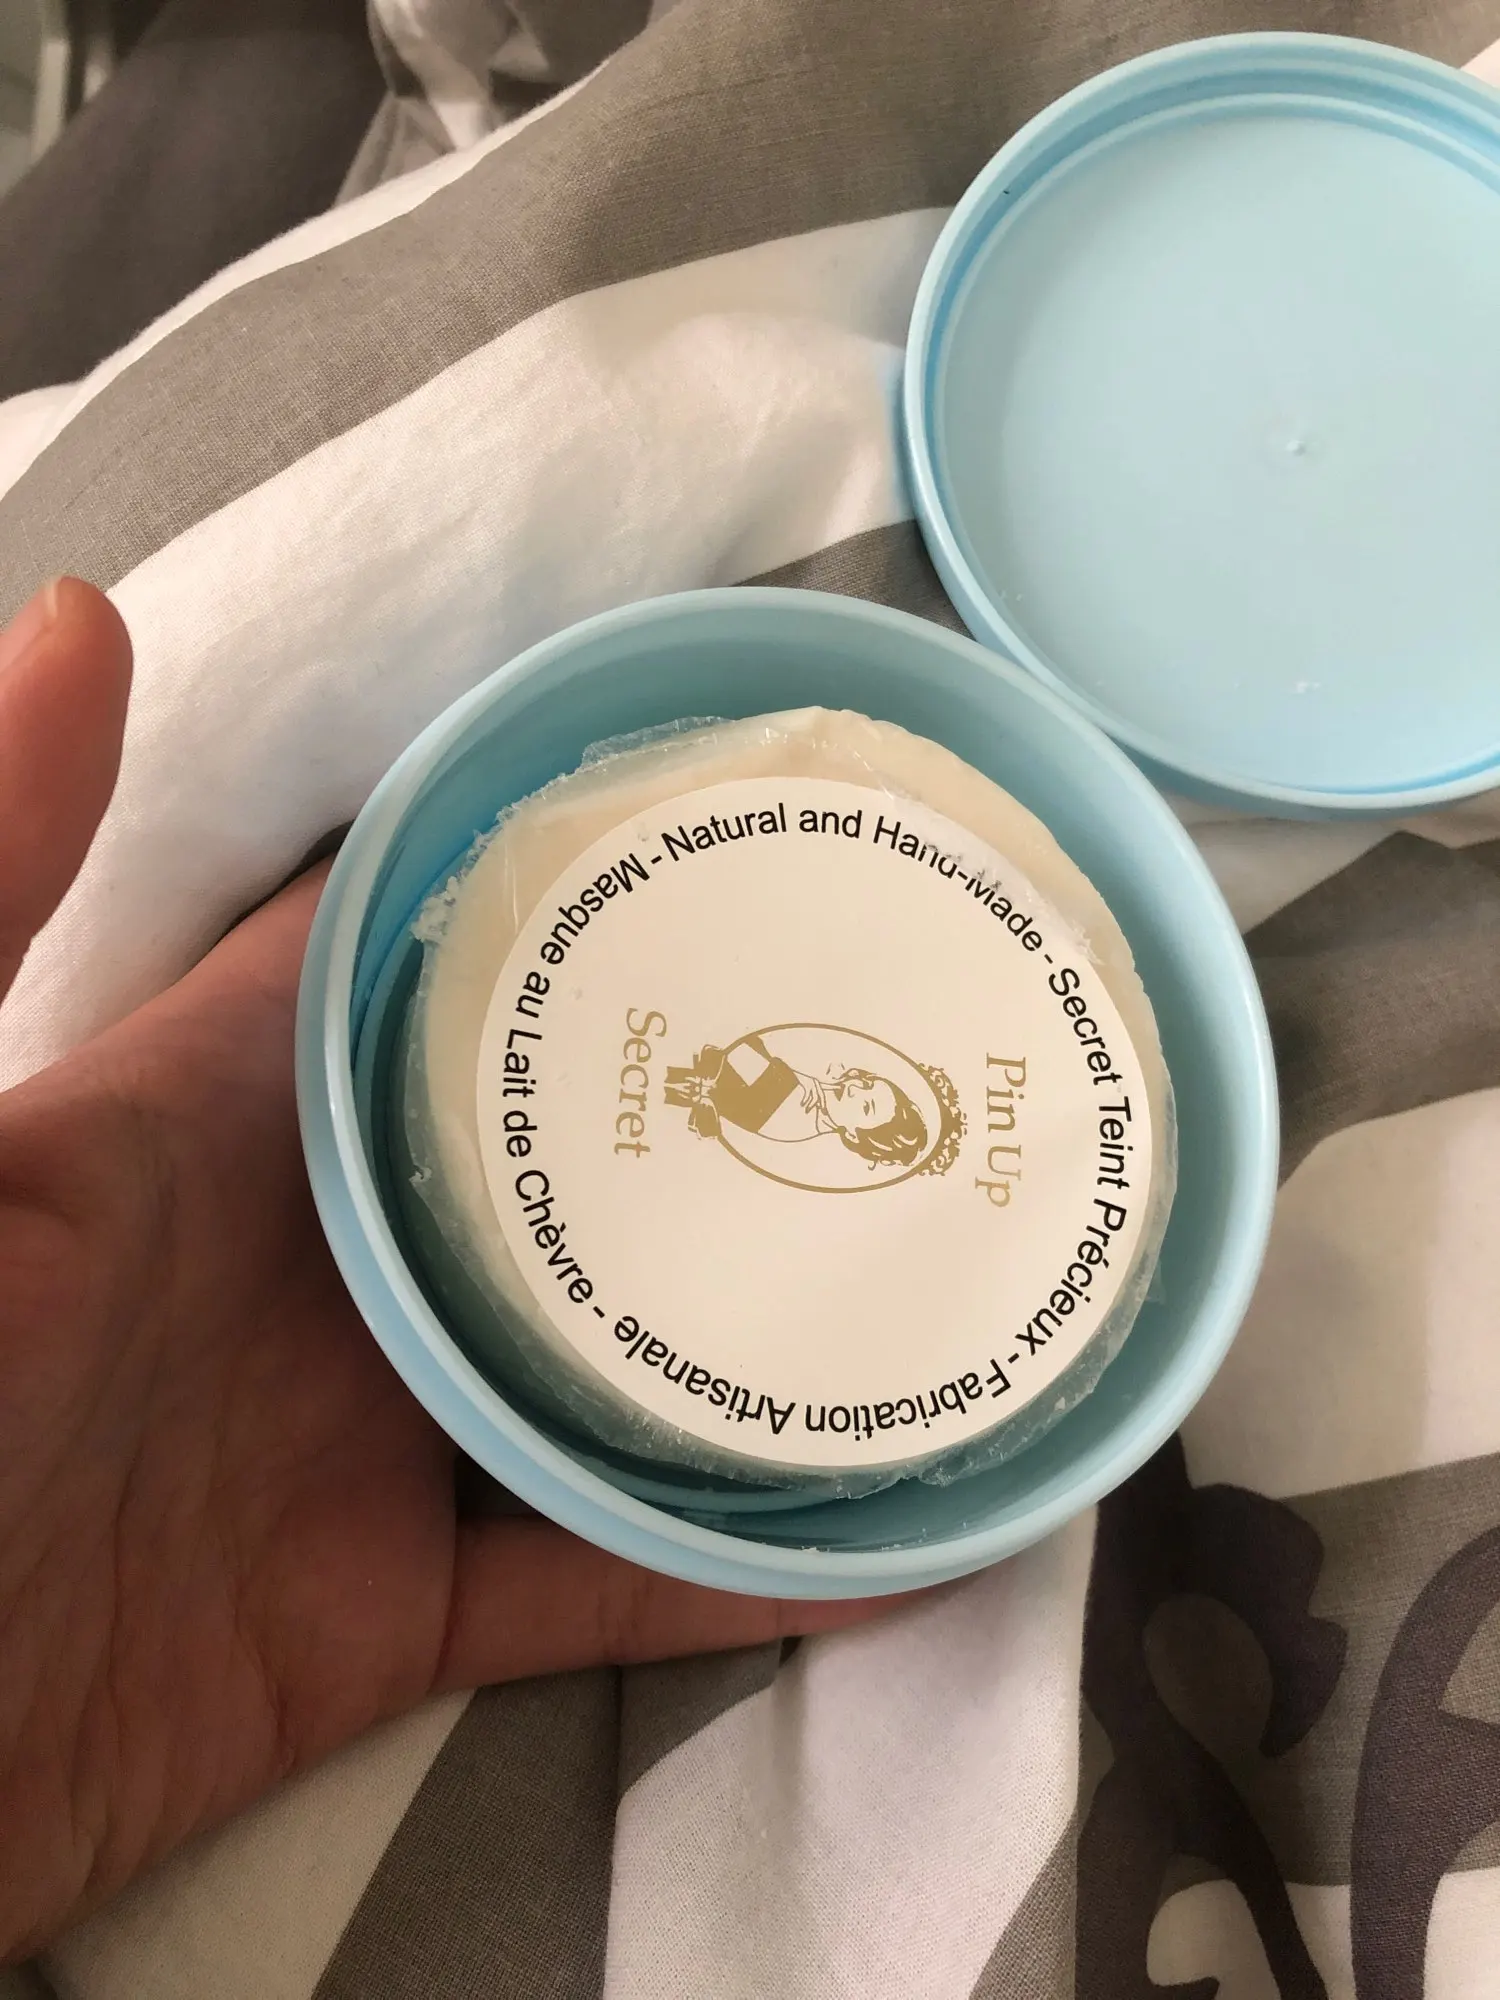 Masque au Lait de Chèvre - Natural and Hand-Made - Secret Teint Précieux - Fabrication Artisanale -
Pin Up
Secret